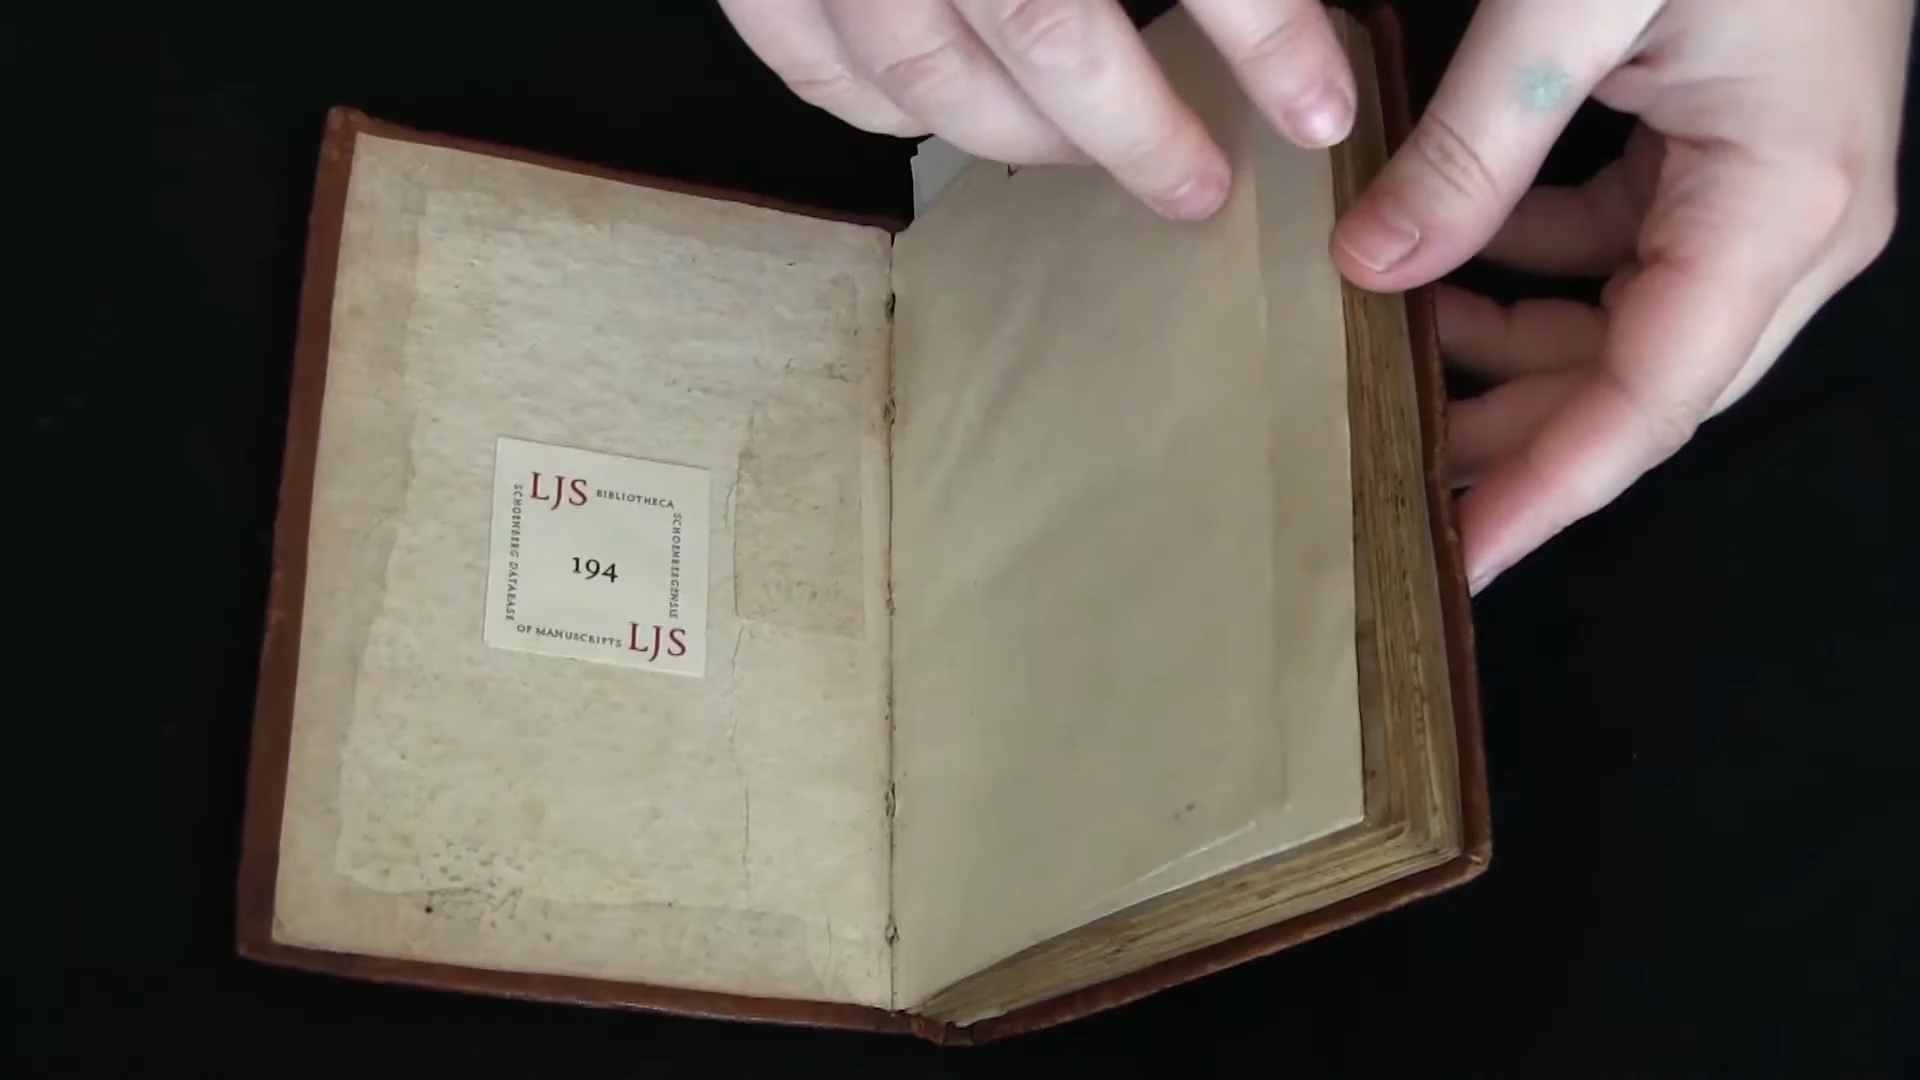 LJS BIBLIOTHECA
SCHOENBERGENSIS
194
SCHOENBERG DATABASE
OF MANUSCRIPTS LJS